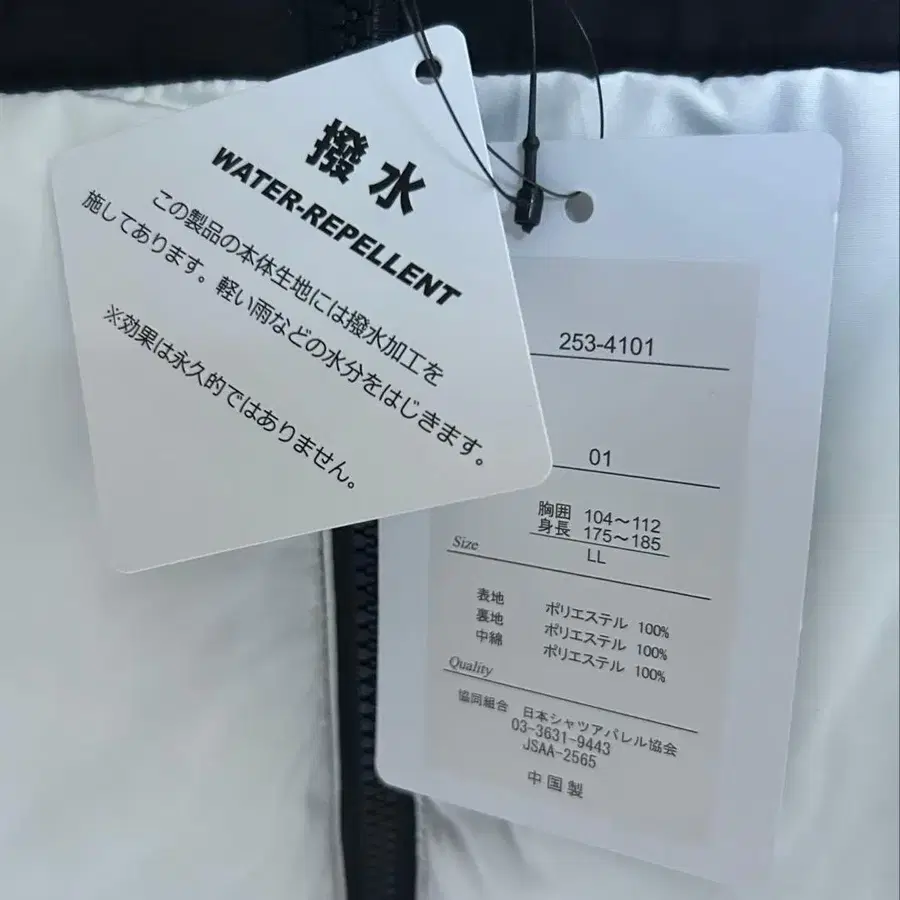 撥水
WATER-REPELLENT
この製品の本体生地には撥水加工を
施してあります。軽い雨などの水分をはじきます。
※効果は永久的ではありません。
253-4101
01
胸囲 104～112
身長 175～185
Size LL
表地 ポリエステル 100%
裏地 ポリエステル 100%
中綿 ポリエステル 100%
Quality
協同組合 日本シャツアパレル協会
03-3631-9443
JSAA-2565
中国製